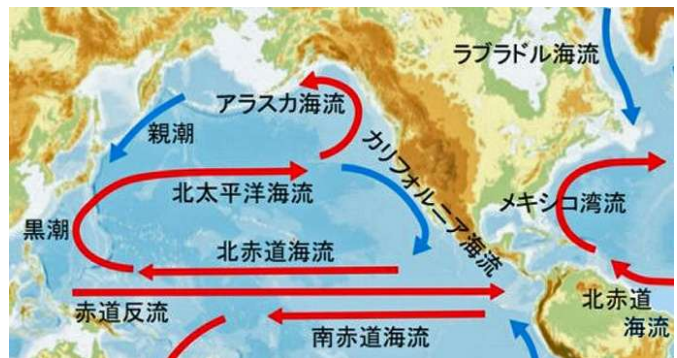 ラブラドル海流
アラスカ海流
親潮
カリフォルニア海流
北太平洋海流
メキシコ湾流
黒潮
北赤道海流
赤道反流
北赤道
海流
南赤道海流